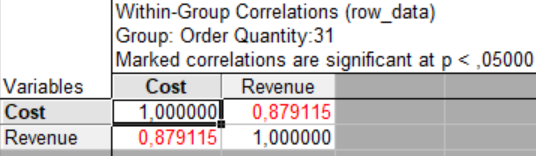 Within-Group Correlations (row_data)
Group: Order Quantity:31
Marked correlations are significant at p < ,05000
Variables Cost Revenue
Cost 1,000000 0,879115
Revenue 0,879115 1,000000